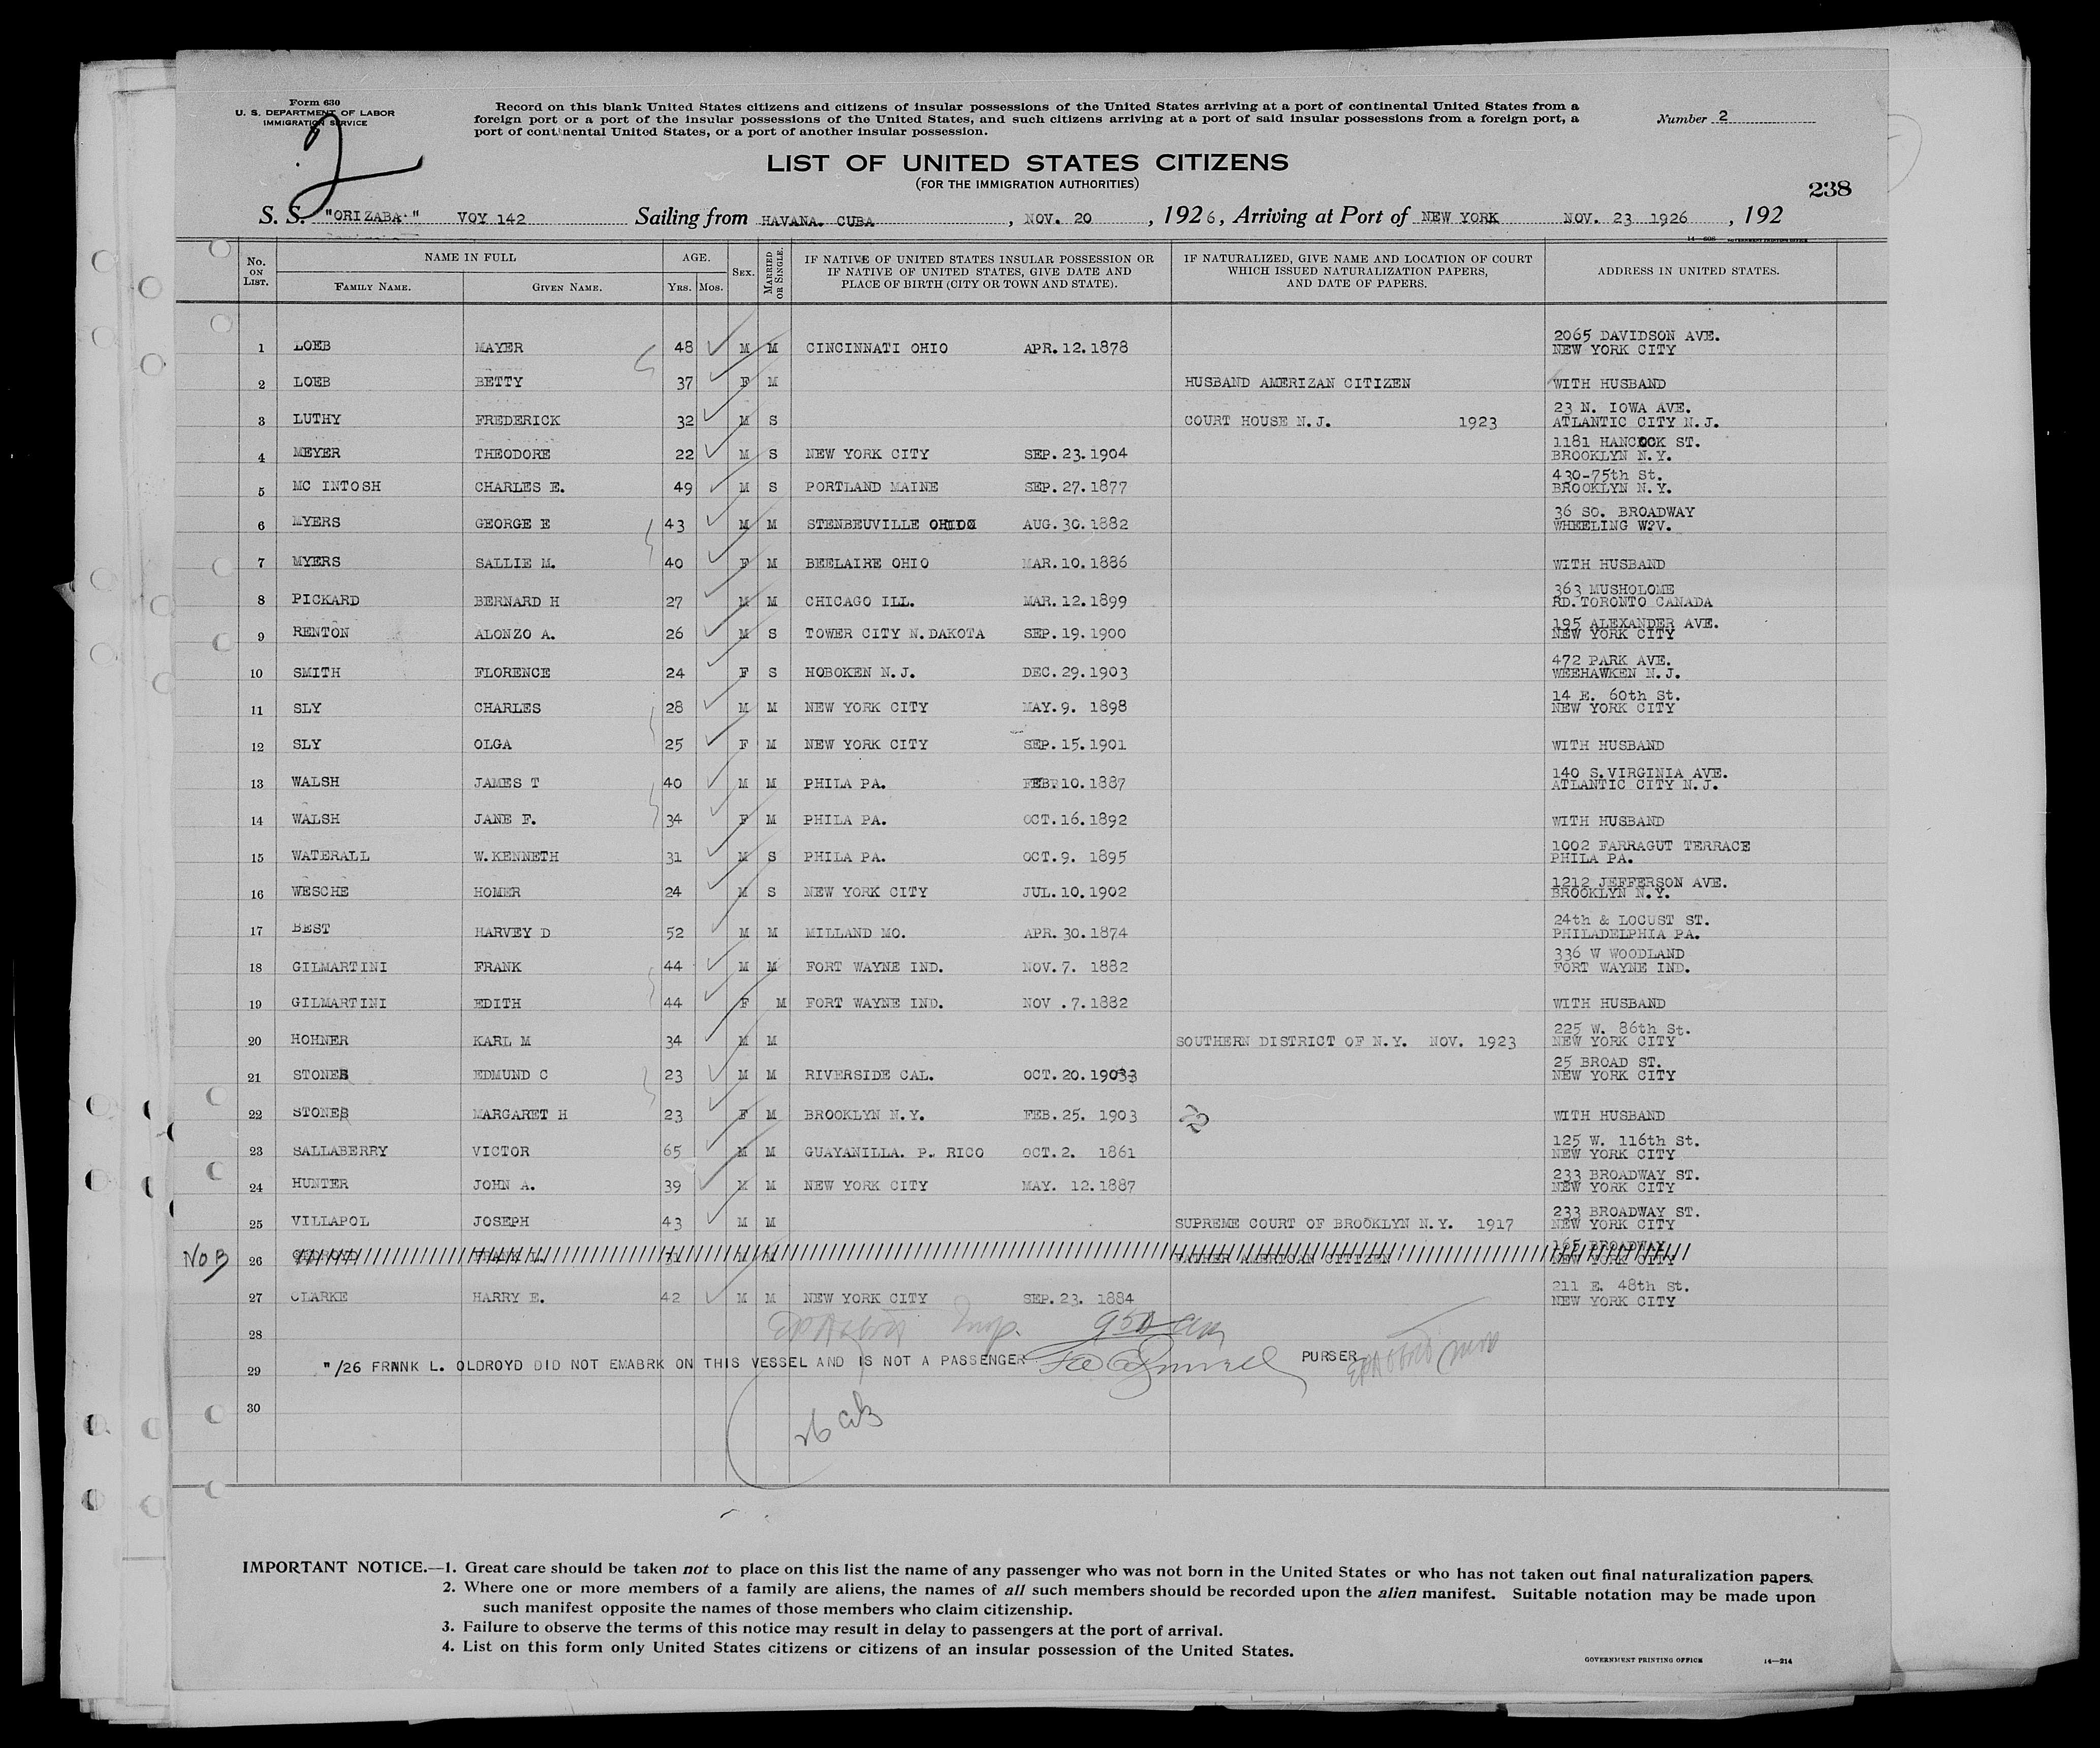 Form 630
U. S. DEPARTMENT OF LABOR
IMMIGRATION SERVICE
2
Record on this blank United States citizens and citizens of insular possessions of the United States arriving at a port of continental United States from a
foreign port or a port of the insular possessions of the United States, and such citizens arriving at a port of said insular possessions from a foreign port, a
port of continental United States, or a port of another insular possession.
Number 2
LIST OF UNITED STATES CITIZENS
(FOR THE IMMIGRATION AUTHORITIES)
238
S. S. "ORIZABA" VOY 142 Sailing from HAVANA. CUBA , NOV. 20 , 1926, Arriving at Port of NEW YORK NOV. 23 1926 , 192
No. ON LIST. NAME IN FULL FAMILY NAME. GIVEN NAME. AGE. YRS. MOS. SEX. MARRIED OR SINGLE. IF NATIVE OF UNITED STATES INSULAR POSSESSION OR IF NATIVE OF UNITED STATES, GIVE DATE AND PLACE OF BIRTH (CITY OR TOWN AND STATE). IF NATURALIZED, GIVE NAME AND LOCATION OF COURT WHICH ISSUED NATURALIZATION PAPERS, AND DATE OF PAPERS. ADDRESS IN UNITED STATES.
1 LOEB MAYER 48 M M CINCINNATI OHIO APR.12.1878 2065 DAVIDSON AVE. NEW YORK CITY
2 LOEB BETTY 37 F M HUSBAND AMERIZAN CITIZEN WITH HUSBAND
3 LUTHY FREDERICK 32 M S COURT HOUSE N.J. 1923 23 N. IOWA AVE. ATLANTIC CITY N.J.
4 MEYER THEODORE 22 M S NEW YORK CITY SEP.23.1904 1181 HANCOCK ST. BROOKLYN N.Y.
5 MC INTOSH CHARLES E. 49 M S PORTLAND MAINE SEP.27.1877 430-75th St. BROOKLYN N.Y.
6 MYERS GEORGE E 43 M M STENBEUVILLE OHIO AUG.30.1882 36 SO. BROADWAY WHEELING W?V.
7 MYERS SALLIE M. 40 F M BEELAIRE OHIO MAR.10.1886 WITH HUSBAND
8 PICKARD BERNARD H 27 M M CHICAGO ILL. MAR.12.1899 363 MUSHOLOME RD.TORONTO CANADA
9 RENTON ALONZO A. 26 M S TOWER CITY N.DAKOTA SEP.19.1900 195 ALEXANDER AVE. NEW YORK CITY
10 SMITH FLORENCE 24 F S HOBOKEN N.J. DEC.29.1903 472 PARK AVE. WEEHAWKEN N.J.
11 SLY CHARLES 28 M M NEW YORK CITY MAY.9. 1898 14 E. 60th St. NEW YORK CITY
12 SLY OLGA 25 F M NEW YORK CITY SEP.15.1901 WITH HUSBAND
13 WALSH JAMES T 40 M M PHILA PA. FEB.10.1887 140 S.VIRGINIA AVE. ATLANTIC CITY N.J.
14 WALSH JANE F. 34 F M PHILA PA. OCT.16.1892 WITH HUSBAND
15 WATERALL W.KENNETH 31 M S PHILA PA. OCT.9. 1895 1002 FARRAGUT TERRACE PHILA PA.
16 WESCHE HOMER 24 M S NEW YORK CITY JUL.10.1902 1212 JEFFERSON AVE. BROOKLYN N.Y.
17 BEST HARVEY D 52 M M MILLAND MO. APR.30.1874 24th & LOCUST ST. PHILADELPHIA PA.
18 GILMARTINI FRANK 44 M M FORT WAYNE IND. NOV.7. 1882 336 W WOODLAND FORT WAYNE IND.
19 GILMARTINI EDITH 44 F M FORT WAYNE IND. NOV .7.1882 WITH HUSBAND
20 HOHNER KARL M 34 M M SOUTHERN DISTRICT OF N.Y. NOV. 1923 225 W. 86th St. NEW YORK CITY
21 STONE EDMUND C 23 M M RIVERSIDE CAL. OCT.20.1903 25 BROAD ST. NEW YORK CITY
22 STONE MARGARET H 23 F M BROOKLYN N.Y. FEB.25. 1903 WITH HUSBAND
23 SALLABERRY VICTOR 65 M M GUAYANILLA. P. RICO OCT.2. 1861 125 W. 116th St. NEW YORK CITY
24 HUNTER JOHN A. 39 M M NEW YORK CITY MAY. 12.1887 233 BROADWAY ST. NEW YORK CITY
25 VILLAPOL JOSEPH 43 M M SUPREME COURT OF BROOKLYN N.Y. 1917 233 BROADWAY ST. NEW YORK CITY
NOB 26 FATHER AMERICAN CITIZEN 165 BROADWAY NEW YORK CITY
27 CLARKE HARRY E. 42 M M NEW YORK CITY SEP.23. 1884 211 E. 48th St. NEW YORK CITY
28
29 "/26 FRNNK L. OLDROYD DID NOT EMABRK ON THIS VESSEL AND IS NOT A PASSENGER PURSER
30
26
IMPORTANT NOTICE.—1. Great care should be taken not to place on this list the name of any passenger who was not born in the United States or who has not taken out final naturalization papers.
2. Where one or more members of a family are aliens, the names of all such members should be recorded upon the alien manifest. Suitable notation may be made upon
such manifest opposite the names of those members who claim citizenship.
3. Failure to observe the terms of this notice may result in delay to passengers at the port of arrival.
4. List on this form only United States citizens or citizens of an insular possession of the United States.
GOVERNMENT PRINTING OFFICE 14—214